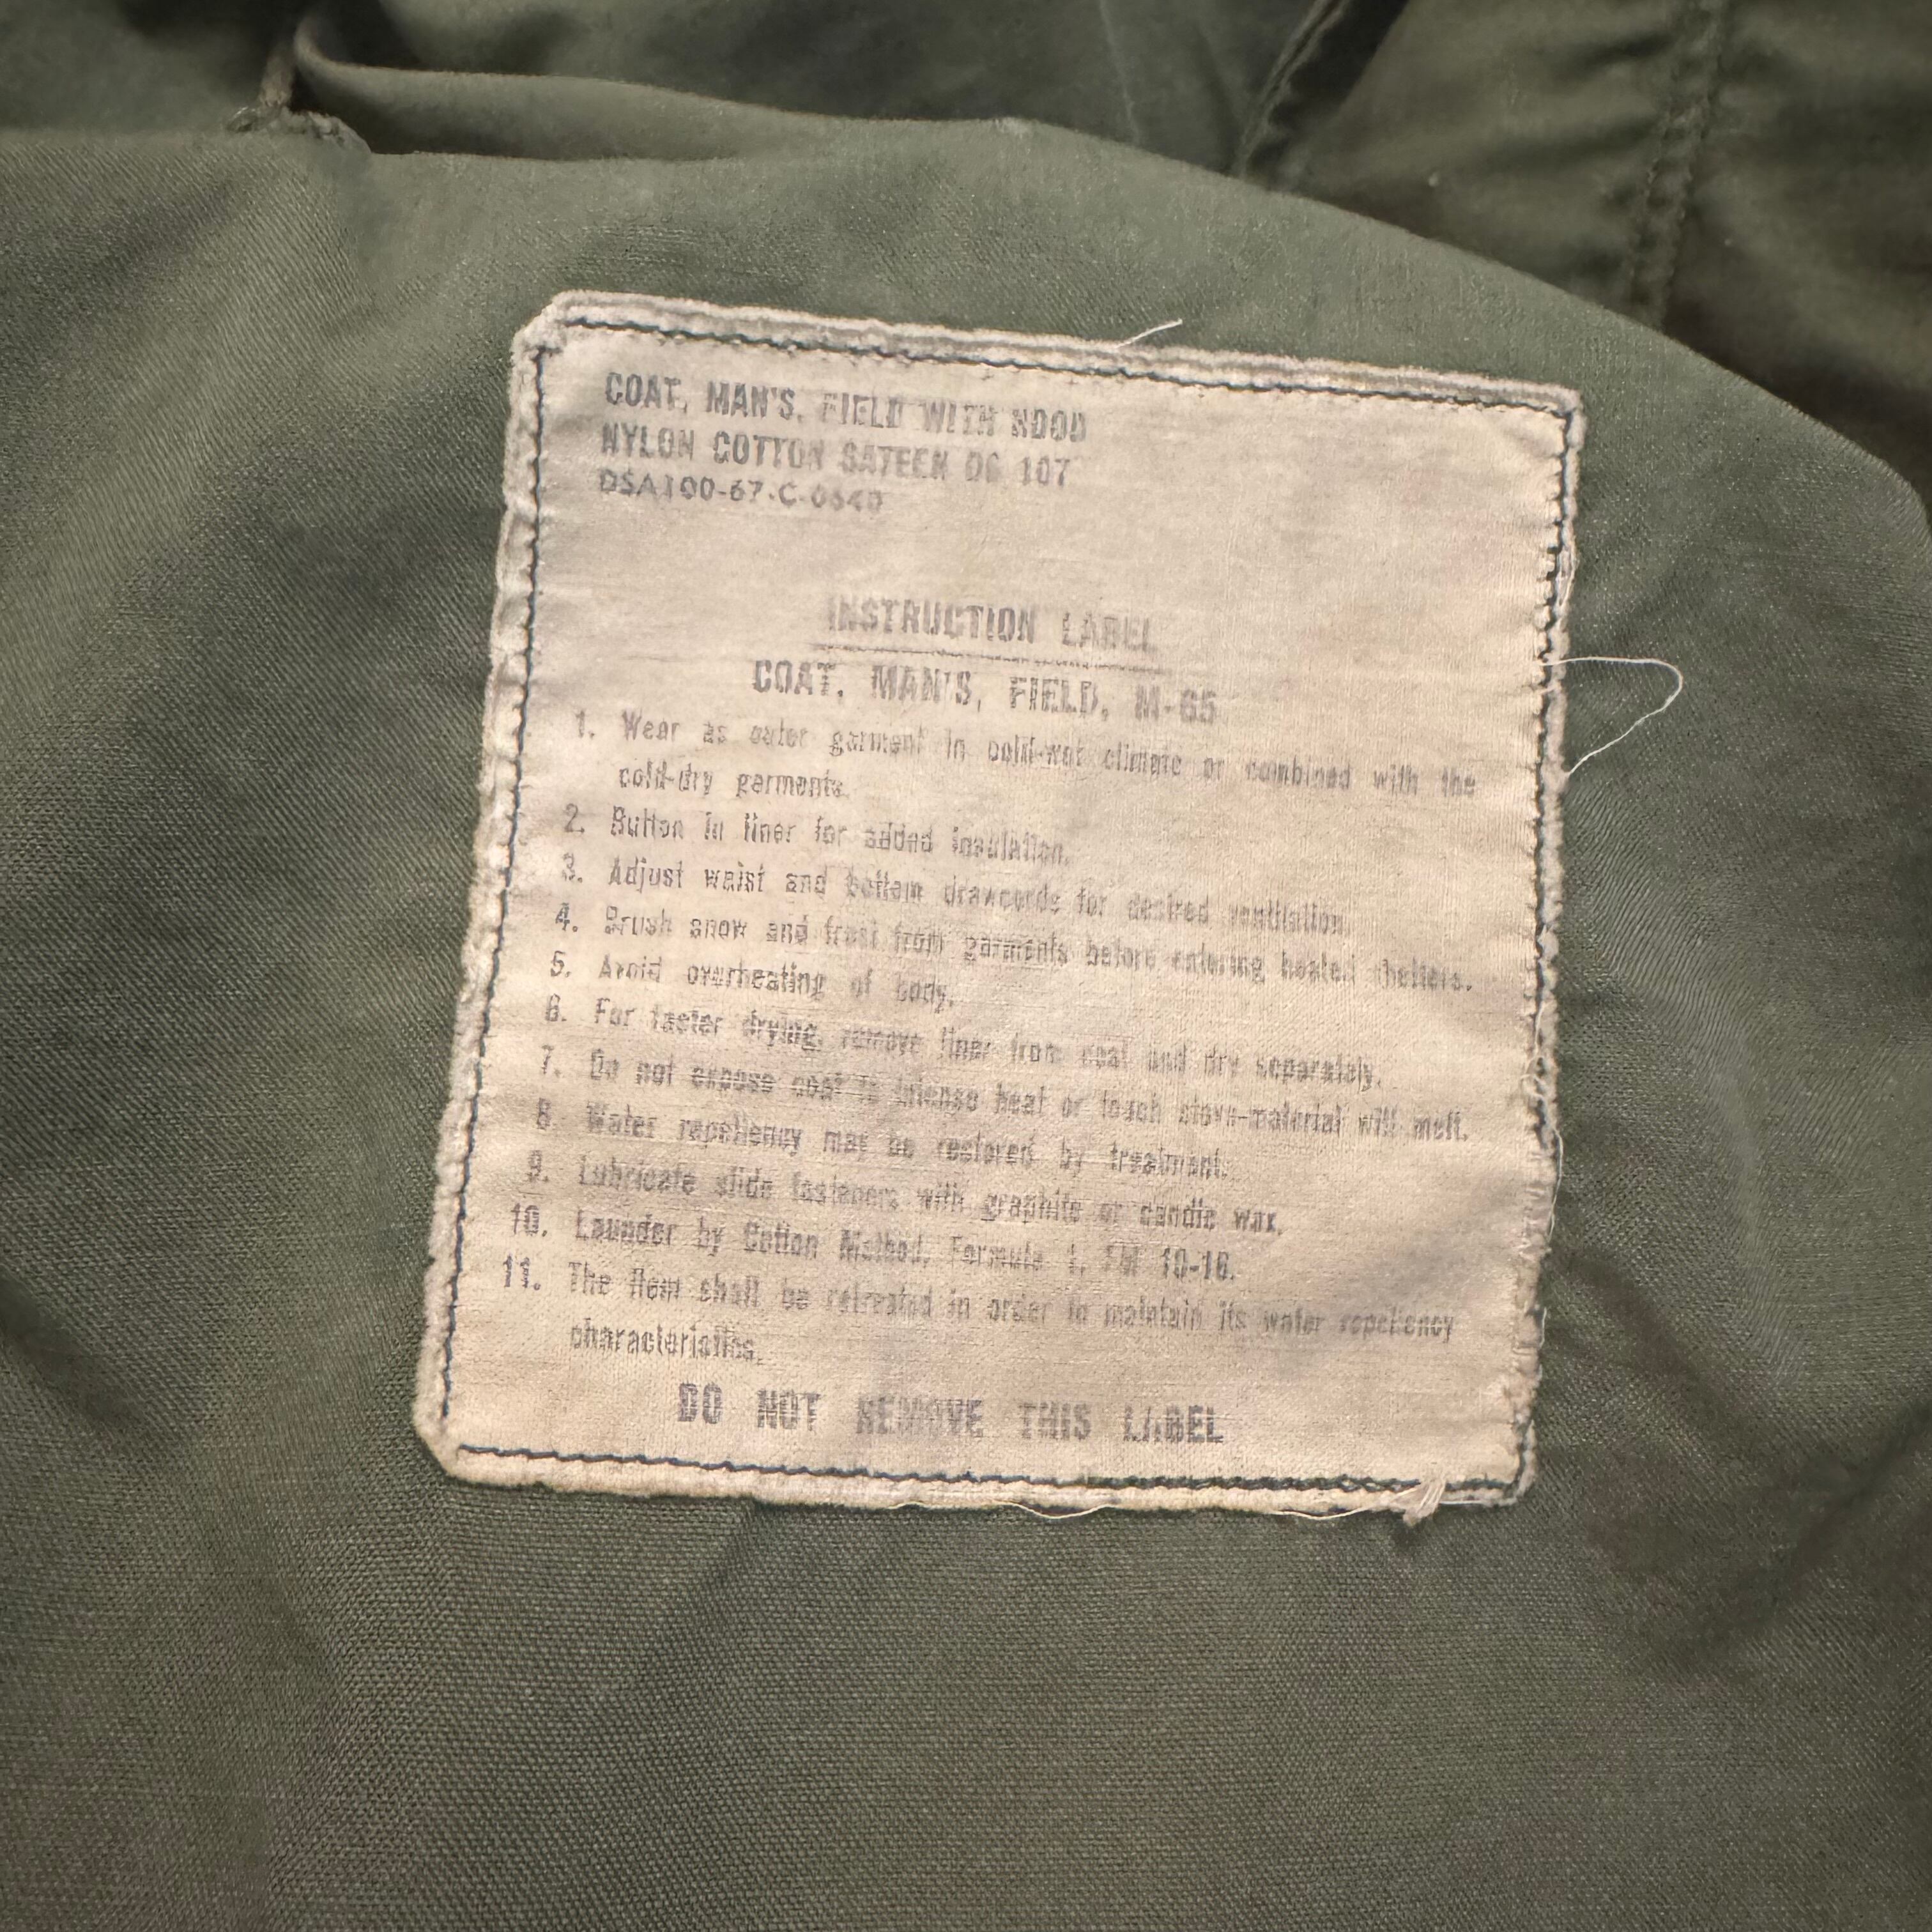 COAT, MAN'S, FIELD WITH HOOD
NYLON COTTON SATEEN OG 107
DSA100-67-C-0640
INSTRUCTION LABEL
COAT, MAN'S, FIELD, M-65
1. Wear as outer garment in cold-wet climate or combined with the
cold-dry garments.
2. Button in liner for added insulation.
3. Adjust waist and bottom drawcords for desired ventilation.
4. Brush snow and frost from garments before entering heated shelters.
5. Avoid overheating of body.
6. For faster drying, remove liner from coat and dry separately.
7. Do not expose coat to intense heat or touch stove-material will melt.
8. Water repellency may be restored by treatment.
9. Lubricate slide fasteners with graphite or candle wax.
10. Launder by Cotton Method, Formula 1, FM 10-16.
11. The item shall be retreated in order to maintain its water repellency
characteristics.
DO NOT REMOVE THIS LABEL